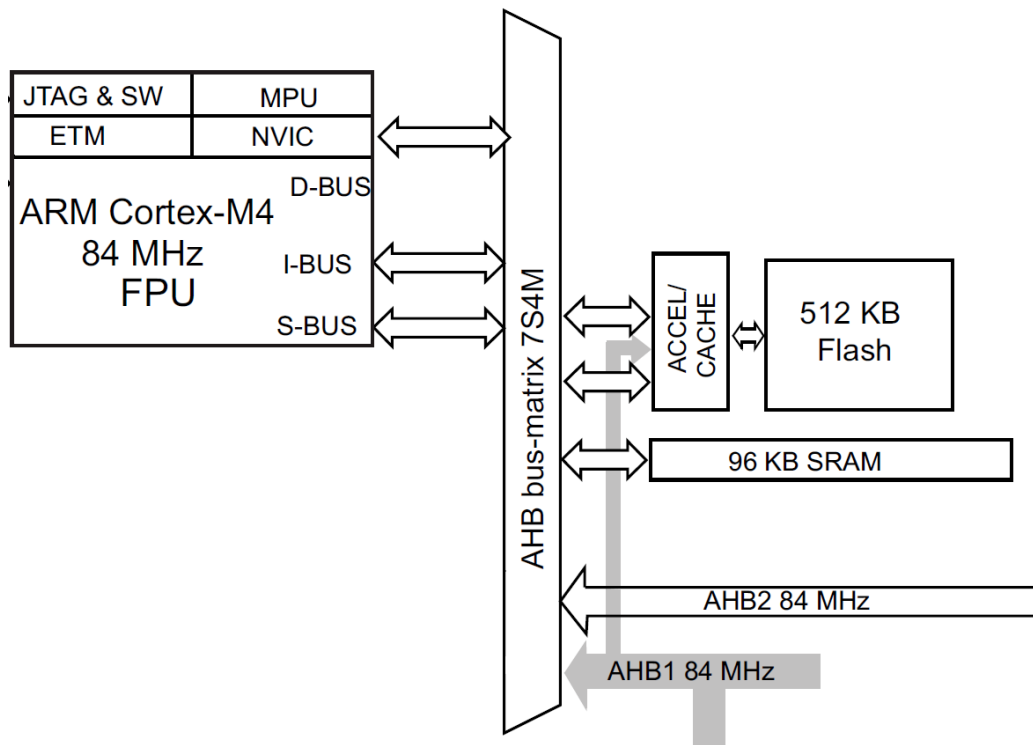 JTAG & SW
MPU
ETM
NVIC
D-BUS
ARM Cortex-M4
84 MHz
FPU
I-BUS
S-BUS
AHB bus-matrix 7S4M
ACCEL/
CACHE
512 KB
Flash
96 KB SRAM
AHB2 84 MHz
AHB1 84 MHz